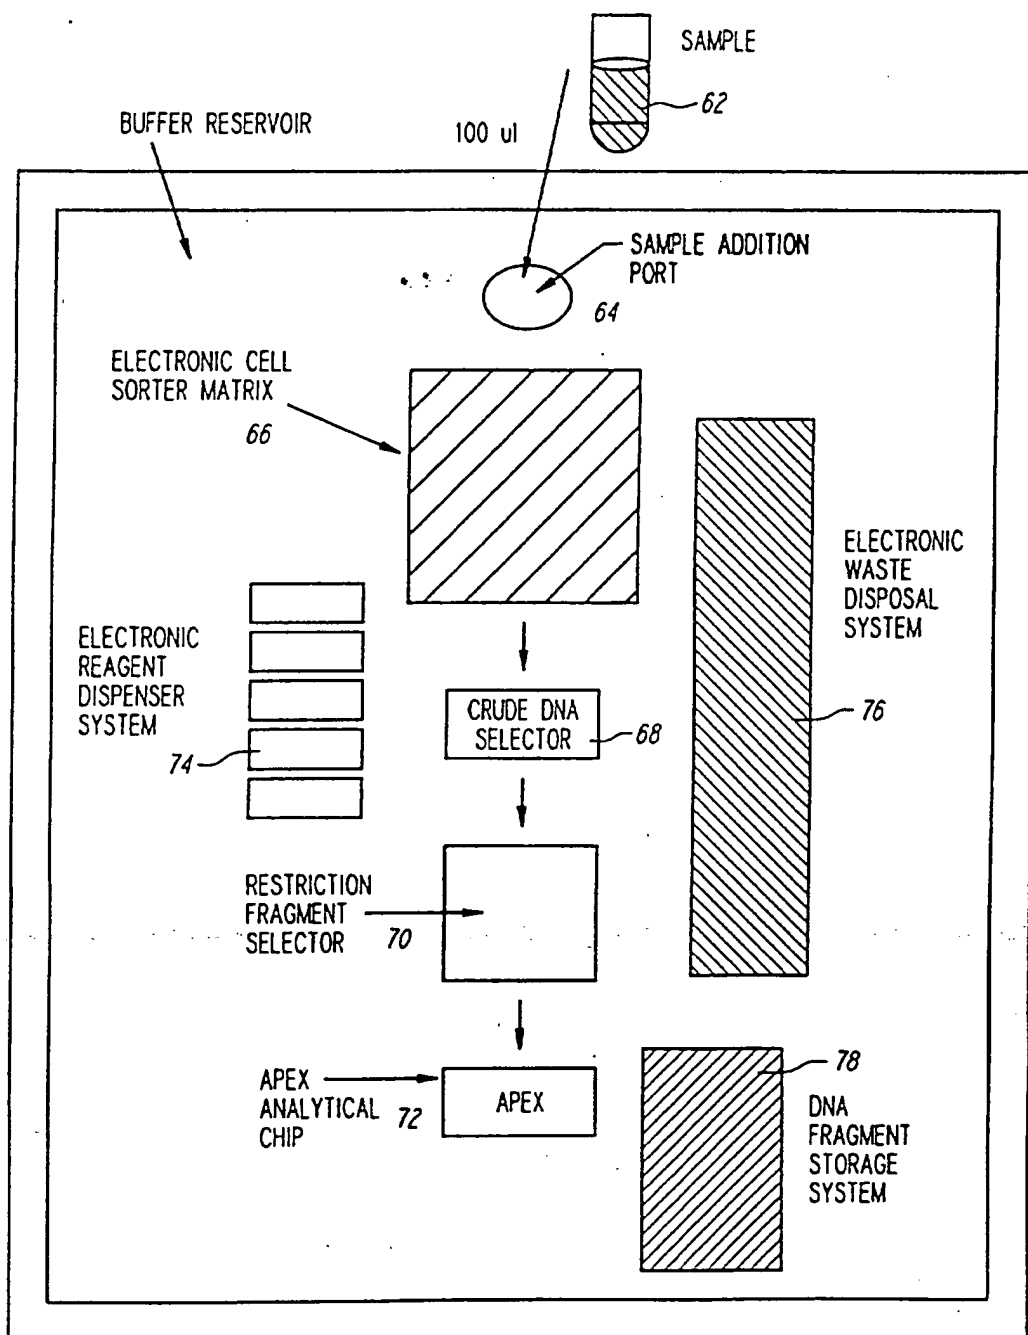 SAMPLE
62
BUFFER RESERVOIR
100 ul
SAMPLE ADDITION
PORT
64
ELECTRONIC CELL
SORTER MATRIX
66
ELECTRONIC
WASTE
DISPOSAL
SYSTEM
76
ELECTRONIC
REAGENT
DISPENSER
SYSTEM
74
CRUDE DNA
SELECTOR
68
RESTRICTION
FRAGMENT
SELECTOR
70
APEX
ANALYTICAL
CHIP
72
APEX
78
DNA
FRAGMENT
STORAGE
SYSTEM